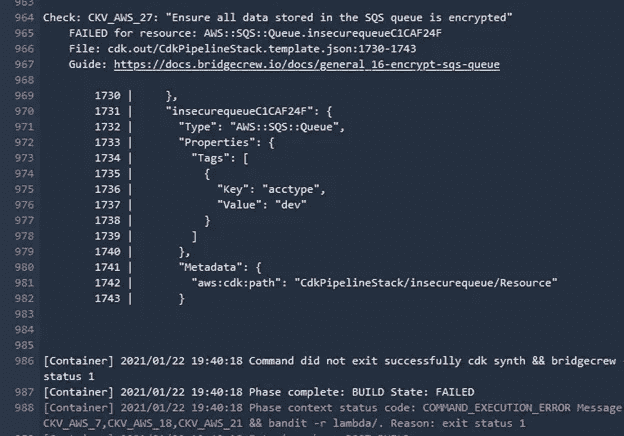 963
964 Check: CKV_AWS_27: "Ensure all data stored in the SQS queue is encrypted"
965     FAILED for resource: AWS::SQS::Queue.insecurequeueC1CAF24F
966     File: cdk.out/CdkPipelineStack.template.json:1730-1743
967     Guide: https://docs.bridgecrew.io/docs/general_16-encrypt-sqs-queue
968
969         1730 |     },
970         1731 |     "insecurequeueC1CAF24F": {
971         1732 |       "Type": "AWS::SQS::Queue",
972         1733 |       "Properties": {
973         1734 |         "Tags": [
974         1735 |           {
975         1736 |             "Key": "acctype",
976         1737 |             "Value": "dev"
977         1738 |           }
978         1739 |         ]
979         1740 |       },
980         1741 |       "Metadata": {
981         1742 |         "aws:cdk:path": "CdkPipelineStack/insecurequeue/Resource"
982         1743 |       }
983
984
985
986 [Container] 2021/01/22 19:40:18 Command did not exit successfully cdk synth && bridgecrew
status 1
987 [Container] 2021/01/22 19:40:18 Phase complete: BUILD State: FAILED
988 [Container] 2021/01/22 19:40:18 Phase context status code: COMMAND_EXECUTION_ERROR Message
CKV_AWS_7,CKV_AWS_18,CKV_AWS_21 && bandit -r lambda/. Reason: exit status 1